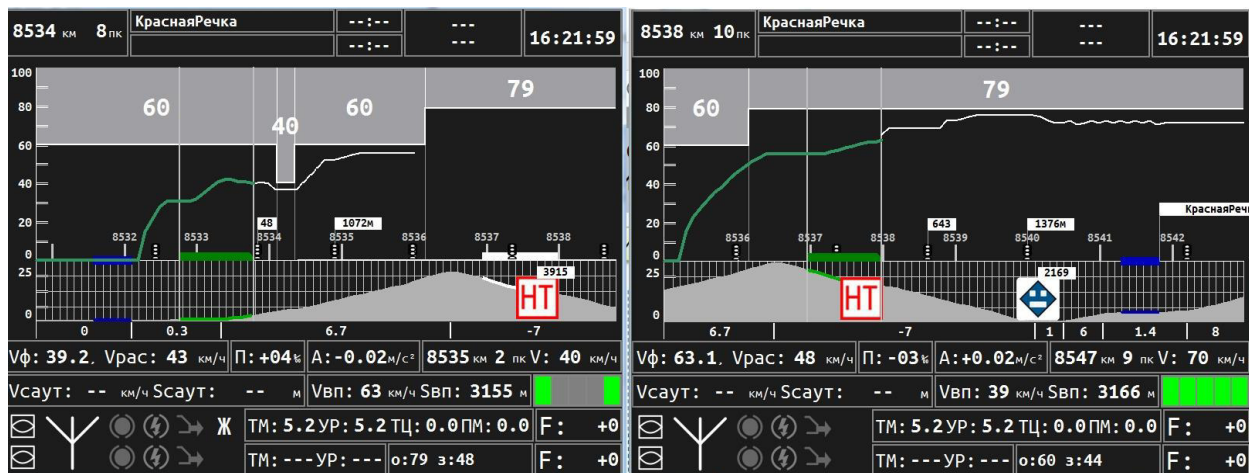 8534 км 8 пк
КраснаяРечка
--:--
---
--:--
---
16:21:59
100
80
60
40
20
0
60
40
60
79
48
1072м
8532
8533
8534
8535
8536
8537
8538
25
0
3915
НТ
0
0.3
6.7
-7
Vф: 39.2, Vрас: 43 км/ч
П: +04‰
А: -0.02м/с²
8535 км 2 пк V: 40 км/ч
Vсаут: -- км/ч Sсаут: -- м
Vвп: 63 км/ч Sвп: 3155 м
Ж
ТМ: 5.2 УР: 5.2 ТЦ: 0.0 ПМ: 0.0
F: +0
ТМ: --- УР: ---
о:79 з:48
F: +0
8538 км 10 пк
КраснаяРечка
--:--
---
--:--
---
16:21:59
100
80
60
40
20
0
60
79
КраснаяРеч
643
1376м
8536
8537
8538
8539
8540
8541
8542
25
0
2169
НТ
6.7
-7
1
6
1.4
8
Vф: 63.1, Vрас: 48 км/ч
П: -03‰
А: +0.02м/с²
8547 км 9 пк V: 70 км/ч
Vсаут: -- км/ч Sсаут: -- м
Vвп: 39 км/ч Sвп: 3166 м
ТМ: 5.2 УР: 5.2 ТЦ: 0.0 ПМ: 0.0
F: +0
ТМ: --- УР: ---
о:60 з:44
F: +0